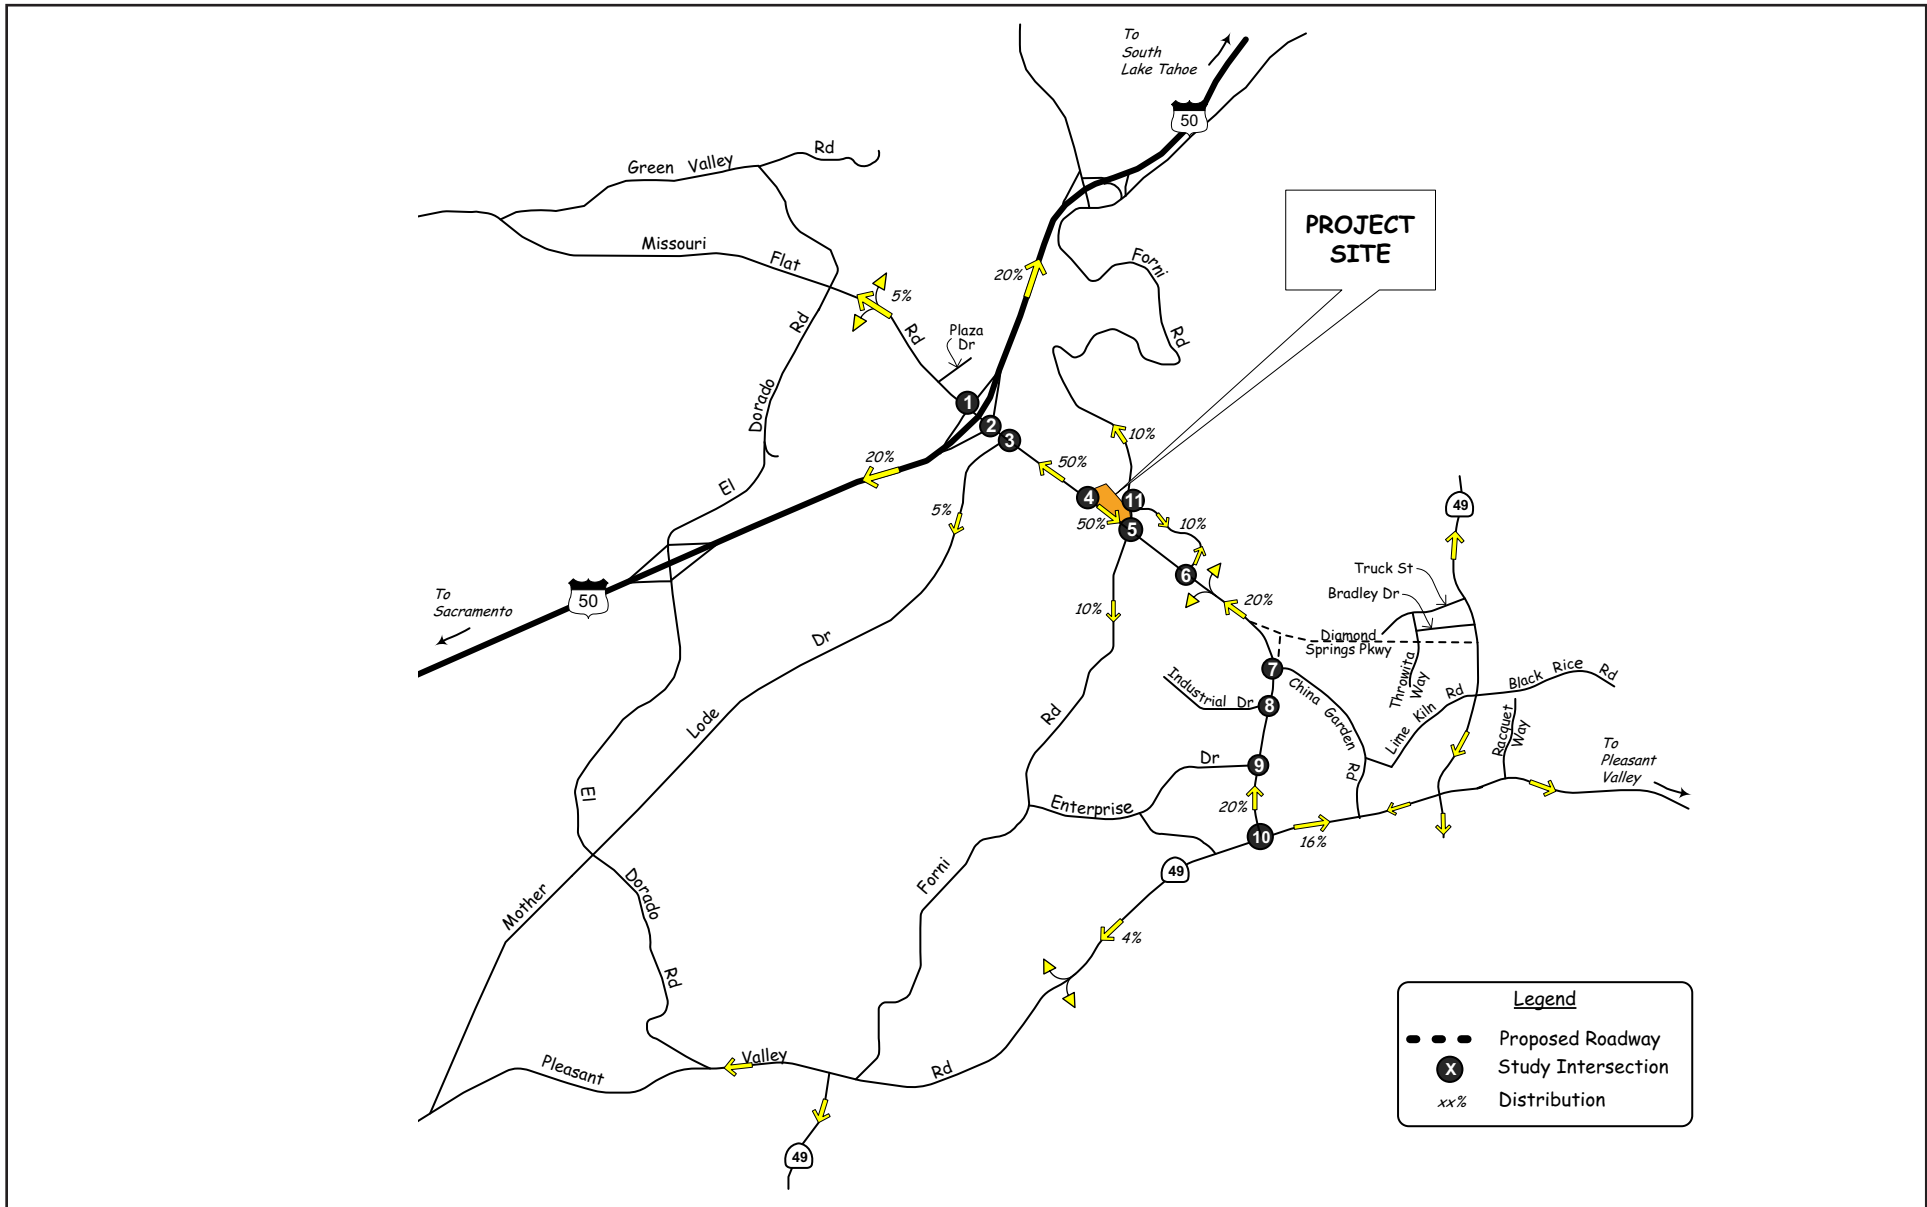 To
South
Lake Tahoe
50
Green Valley Rd
Missouri Flat Rd
5%
20%
Plaza
Dr
Forni Rd
PROJECT
SITE
El Dorado Rd
1
2
3
20%
50%
10%
4
11
50%
5
10%
5%
6
20%
10%
49
Truck St
Bradley Dr
Diamond
Springs Pkwy
To
Sacramento
50
Mother Lode Dr
7
Industrial Dr
8
China Garden Rd
Throwita
Way
Lime Kiln Rd
Black Rice Rd
Racquet
Way
To
Pleasant
Valley
9
Enterprise Dr
20%
10
16%
Forni Rd
49
4%
El Dorado Rd
Pleasant Valley Rd
49
Legend
Proposed Roadway
X Study Intersection
xx% Distribution